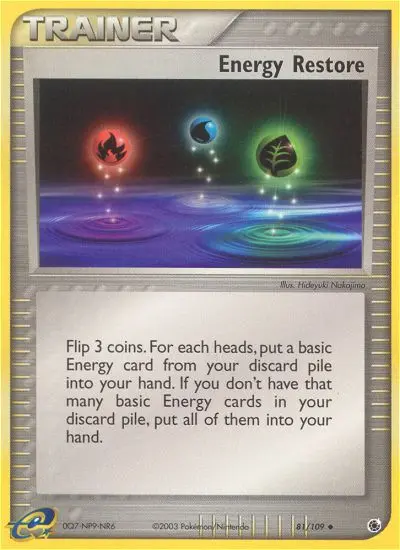 TRAINER
Energy Restore
Illus. Hideyuki Nakajima
Flip 3 coins. For each heads, put a basic
Energy card from your discard pile
into your hand. If you don't have that
many basic Energy cards in your
discard pile, put all of them into your
hand.
e
0Q7-NP9-NR6 ©2003 Pokémon/Nintendo 81/109